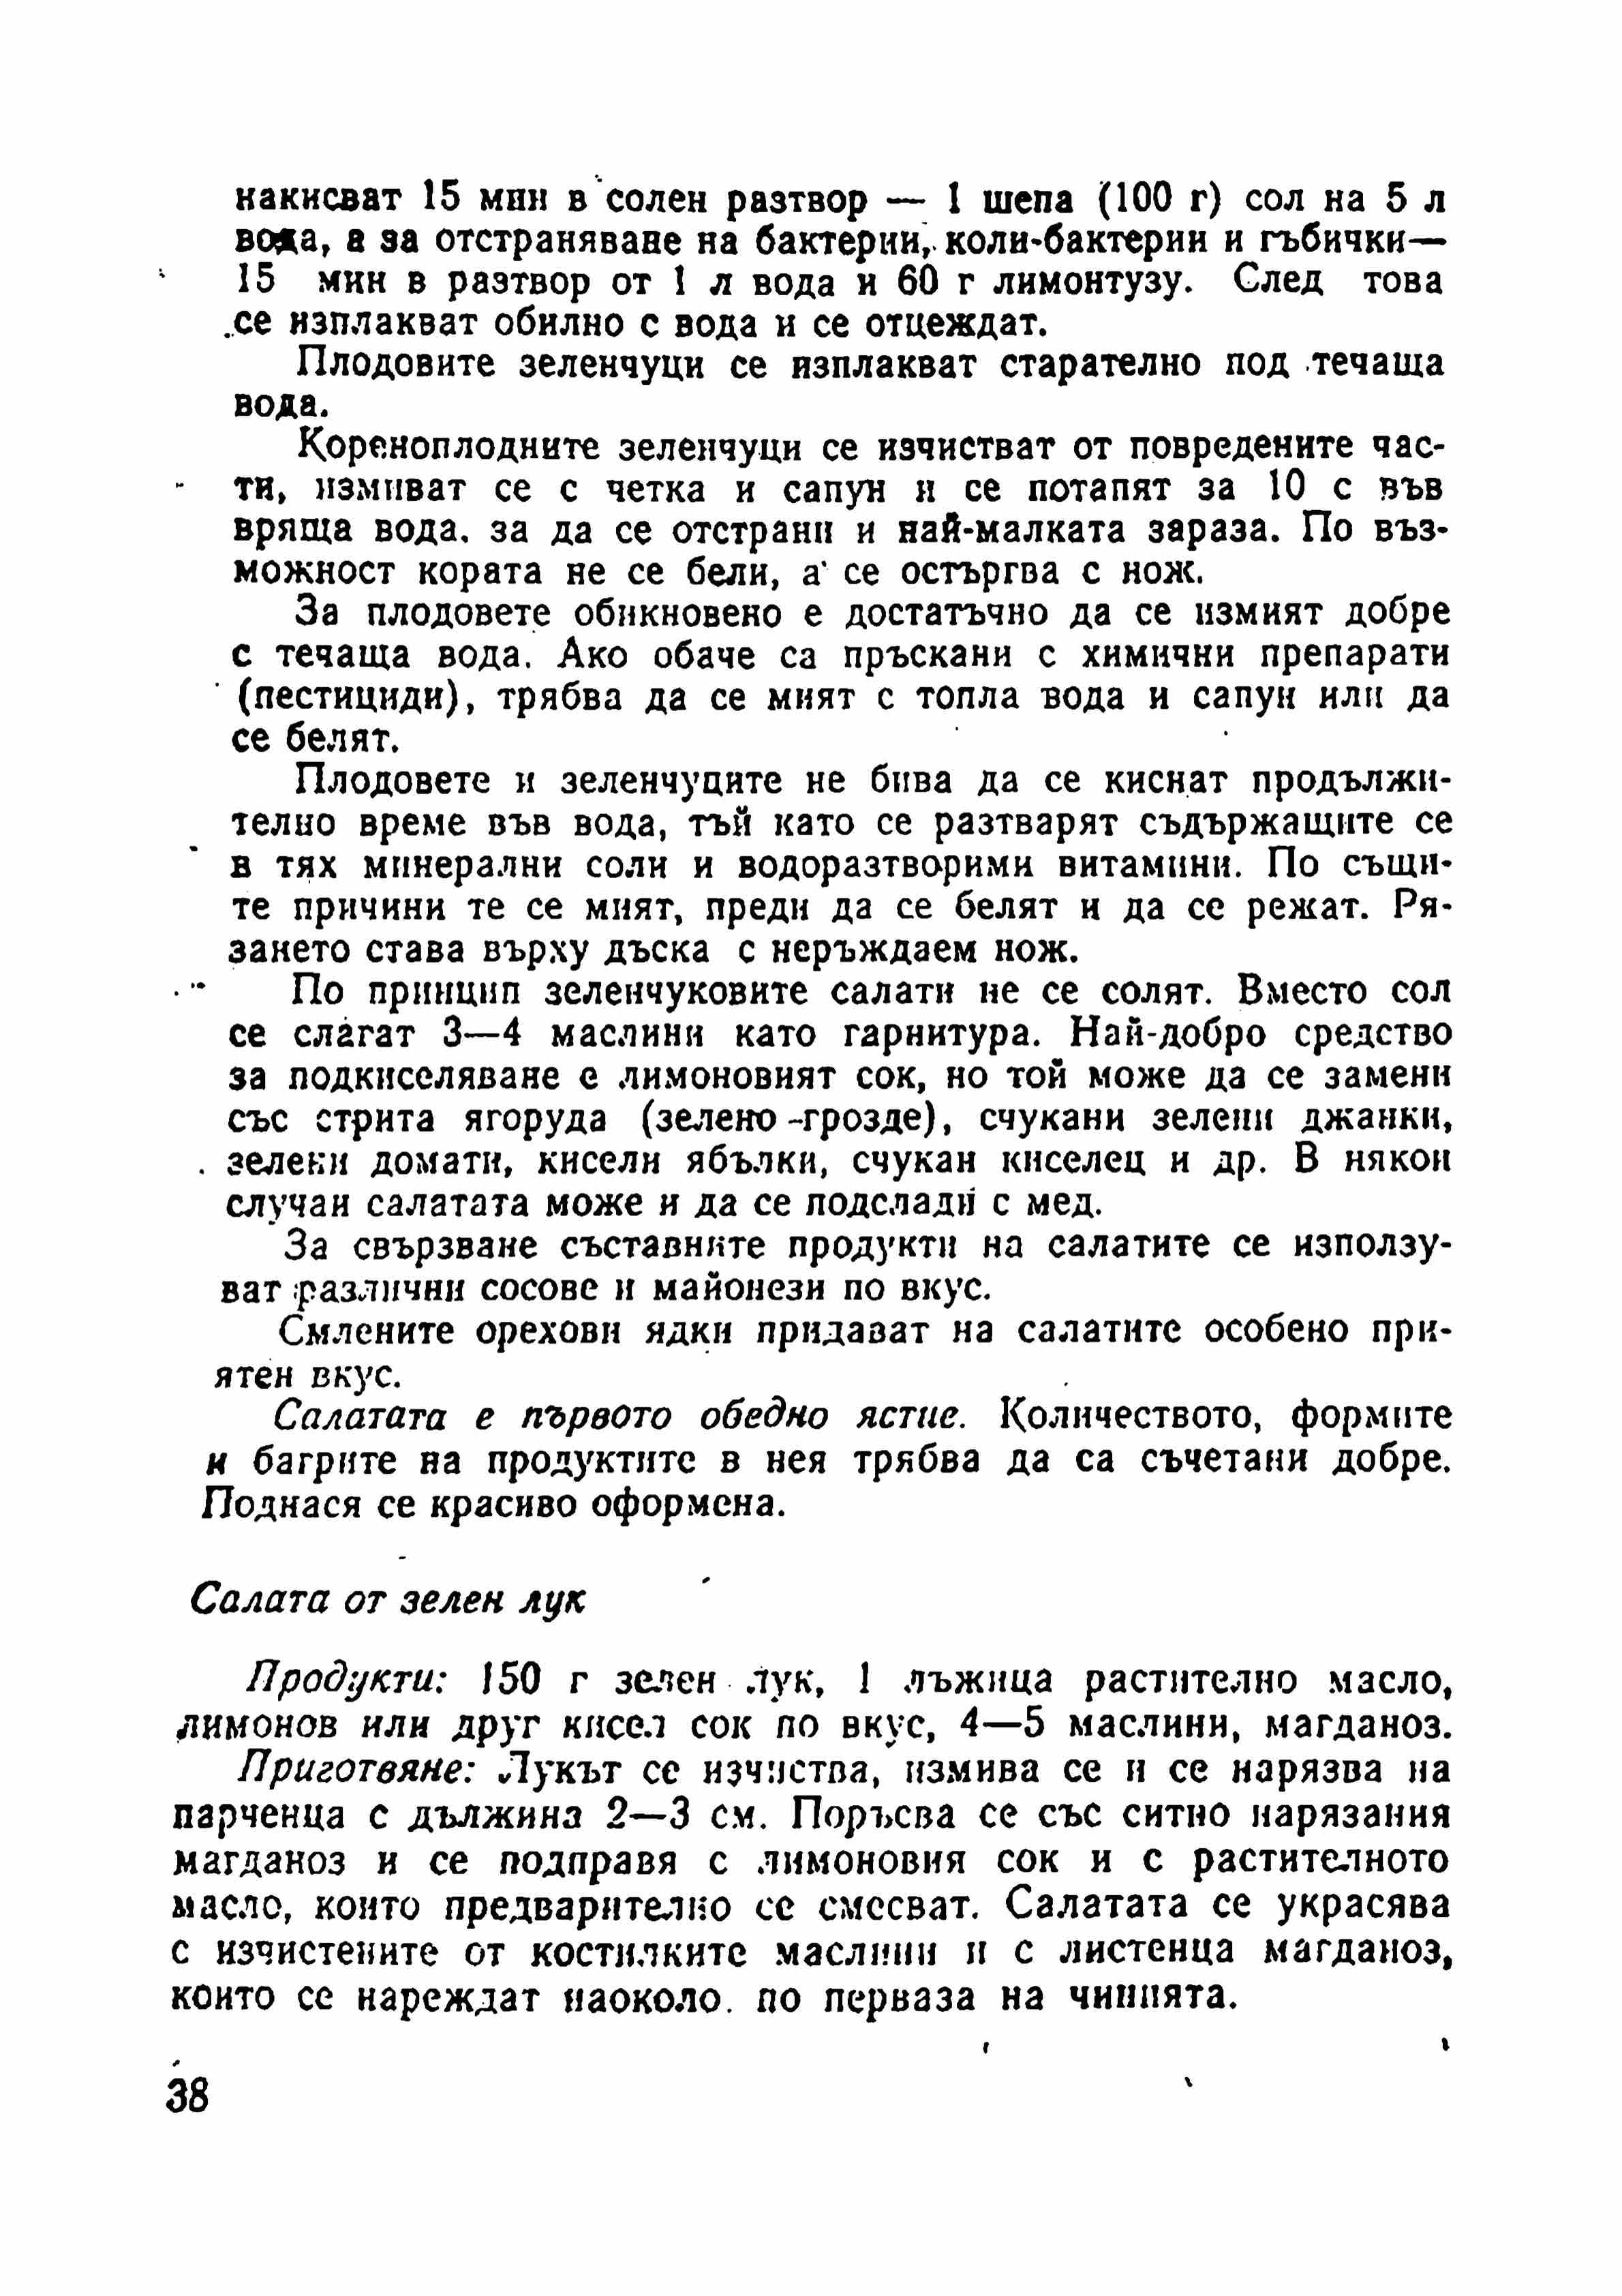 накисват 15 мин в солен разтвор — 1 шепа (100 г) сол на 5 л
вода, а за отстраняване на бактерии, коли-бактерии и гъбички—
15 мин в разтвор от 1 л вода и 60 г лимонтузу. След това
се изплакват обилно с вода и се отцеждат.
Плодовите зеленчуци се изплакват старателно под течаща
вода.
Кореноплодните зеленчуци се изчистват от повредените час-
ти, измиват се с четка и сапун и се потапят за 10 с във
вряща вода. за да се отстрани и най-малката зараза. По въз-
можност кората не се бели, а се остъргва с нож.
За плодовете обикновено е достатъчно да се измият добре
с течаща вода. Ако обаче са пръскани с химични препарати
(пестициди), трябва да се мият с топла вода и сапун или да
се белят.
Плодовете и зеленчуците не бива да се киснат продължи-
телно време във вода, тъй като се разтварят съдържащите се
в тях минерални соли и водоразтворими витамини. По същи-
те причини те се мият, преди да се белят и да се режат. Ря-
зането става върху дъска с неръждаем нож.
По принцип зеленчуковите салати не се солят. Вместо сол
се слагат 3—4 маслини като гарнитура. Най-добро средство
за подкиселяване е лимоновият сок, но той може да се замени
със стрита ягоруда (зелено -грозде), счукани зелени джанки,
зелени домати, кисели ябълки, счукан киселец и др. В някои
случаи салатата може и да се подслади с мед.
За свързване съставните продукти на салатите се използу-
ват различни сосове и майонези по вкус.
Смлените орехови ядки придават на салатите особено при-
ятен вкус.
Салатата е първото обедно ястие. Количеството, формите
и багрите на продуктите в нея трябва да са съчетани добре.
Поднася се красиво оформена.
Салата от зелен лук
Продукти: 150 г зелен лук, 1 лъжица растително масло,
лимонов или друг кисел сок по вкус, 4—5 маслини, магданоз.
Приготвяне: Лукът се изчиства, измива се и се нарязва на
парченца с дължина 2—3 см. Поръсва се със ситно нарязания
магданоз и се подправя с лимоновия сок и с растителното
масло, които предварително се смесват. Салатата се украсява
с изчистените от костилките маслини и с листенца магданоз,
които се нареждат наоколо. по перваза на чинията.
38